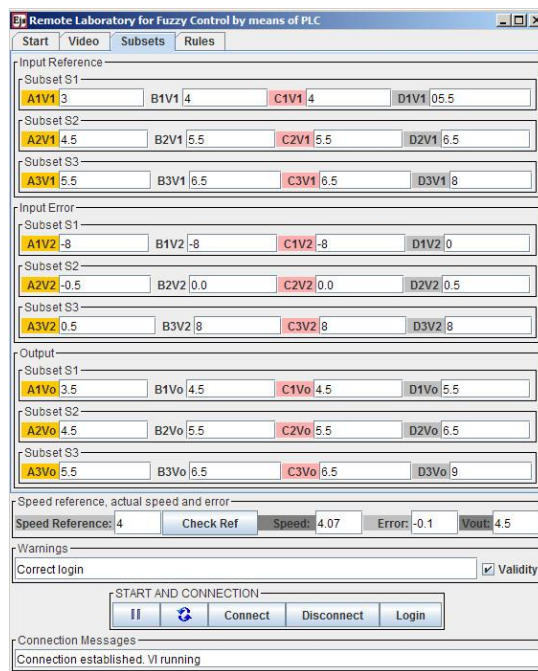 Ejs Remote Laboratory for Fuzzy Control by means of PLC
Start Video Subsets Rules
Input Reference
Subset S1
A1V1 3 B1V1 4 C1V1 4 D1V1 05.5
Subset S2
A2V1 4.5 B2V1 5.5 C2V1 5.5 D2V1 6.5
Subset S3
A3V1 5.5 B3V1 6.5 C3V1 6.5 D3V1 8
Input Error
Subset S1
A1V2 -8 B1V2 -8 C1V2 -8 D1V2 0
Subset S2
A2V2 -0.5 B2V2 0.0 C2V2 0.0 D2V2 0.5
Subset S3
A3V2 0.5 B3V2 8 C3V2 8 D3V2 8
Output
Subset S1
A1Vo 3.5 B1Vo 4.5 C1Vo 4.5 D1Vo 5.5
Subset S2
A2Vo 4.5 B2Vo 5.5 C2Vo 5.5 D2Vo 6.5
Subset S3
A3Vo 5.5 B3Vo 6.5 C3Vo 6.5 D3Vo 9
Speed reference, actual speed and error
Speed Reference: 4 Check Ref Speed: 4.07 Error: -0.1 Vout: 4.5
Warnings
Correct login Validity
START AND CONNECTION
Connect Disconnect Login
Connection Messages
Connection established. VI running